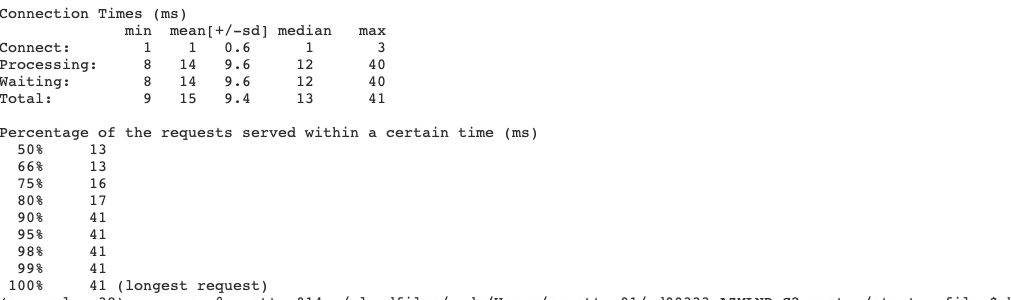 Connection Times (ms)
min mean[+/-sd] median max
Connect: 1 1 0.6 1 3
Processing: 8 14 9.6 12 40
Waiting: 8 14 9.6 12 40
Total: 9 15 9.4 13 41
Percentage of the requests served within a certain time (ms)
50% 13
66% 13
75% 16
80% 17
90% 41
95% 41
98% 41
99% 41
100% 41 (longest request)